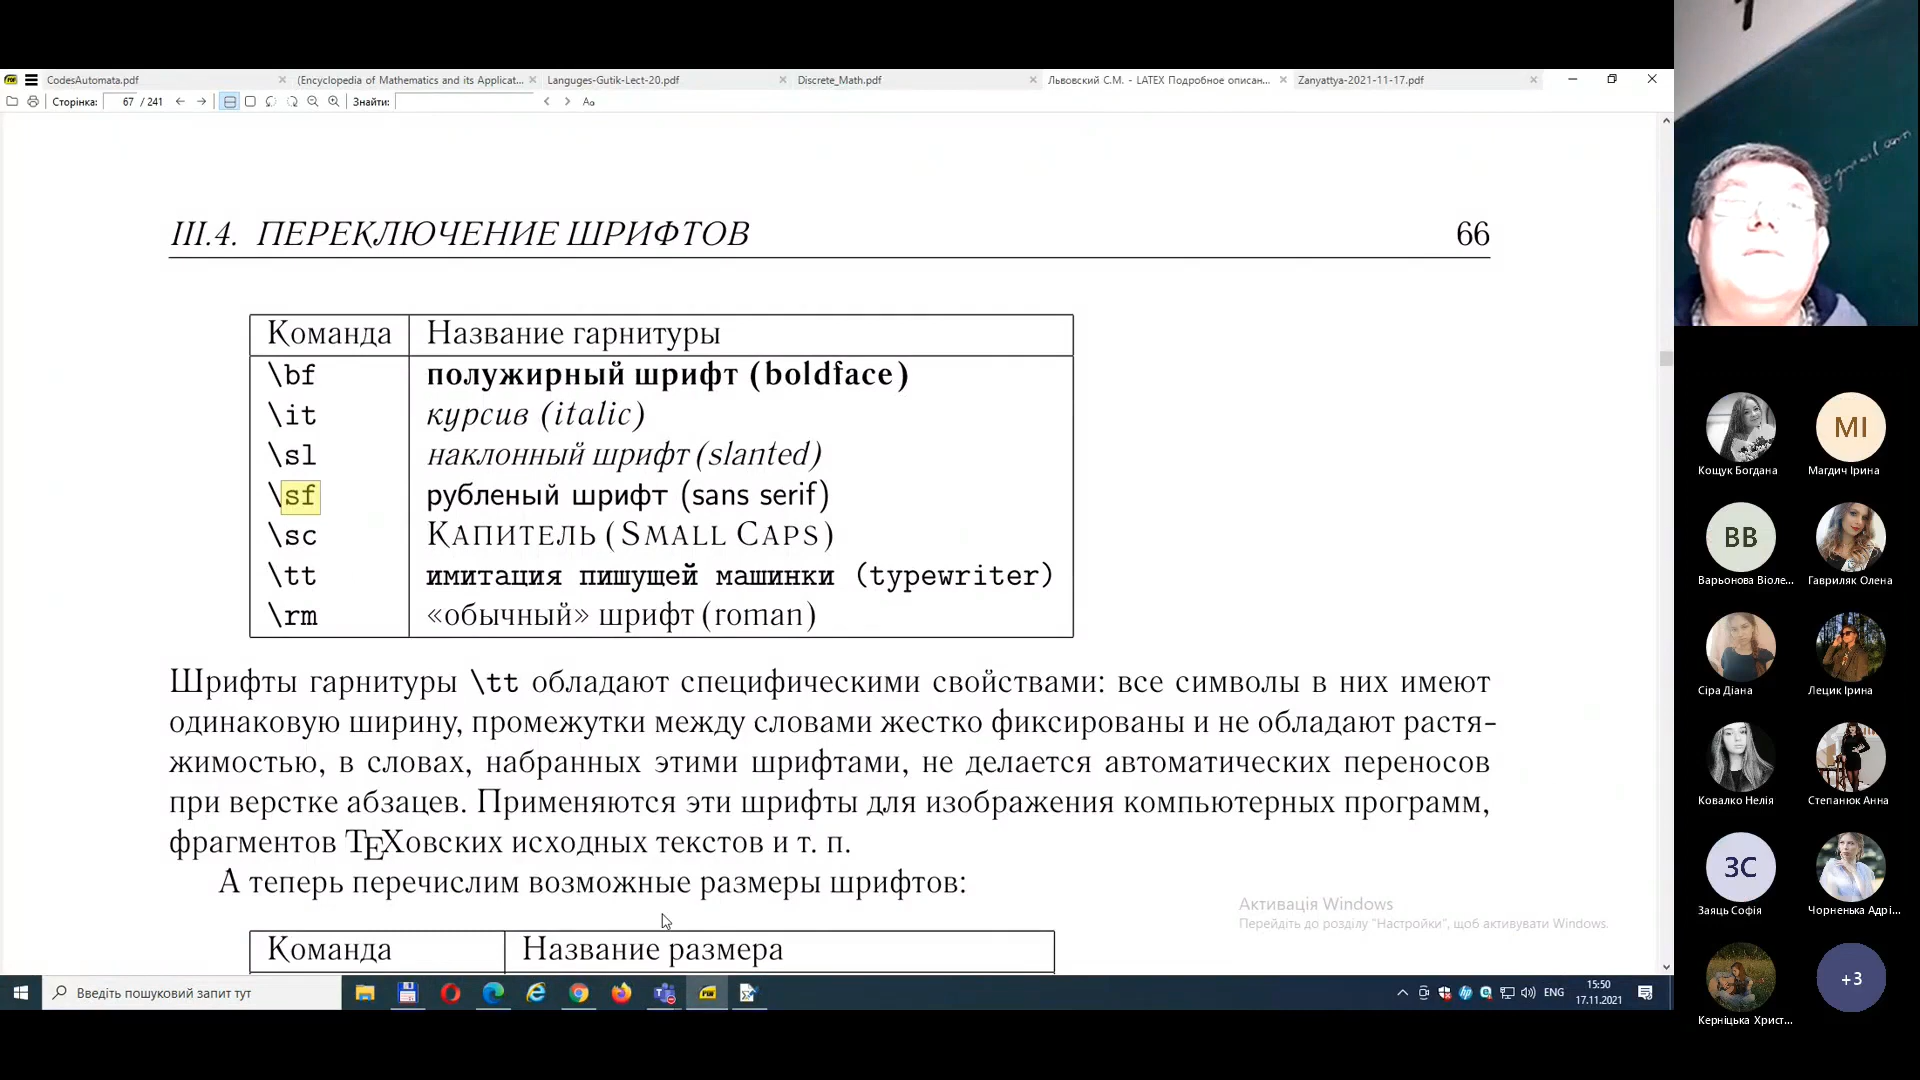 CodesAutomata.pdf
(Encyclopedia of Mathematics and its Applicat...
Languges-Gutik-Lect-20.pdf
Discrete_Math.pdf
Львовский С.М. - LATEX Подробное описан...
Zanyattya-2021-11-17.pdf
Сторінка: 67 / 241
Знайти:
III.4. ПЕРЕКЛЮЧЕНИЕ ШРИФТОВ 66
Команда Название гарнитуры
\bf полужирный шрифт (boldface)
\it курсив (italic)
\sl наклонный шрифт (slanted)
\sf рубленый шрифт (sans serif)
\sc Капитель (Small Caps)
\tt имитация пишущей машинки (typewriter)
\rm «обычный» шрифт (roman)
Шрифты гарнитуры \tt обладают специфическими свойствами: все символы в них имеют
одинаковую ширину, промежутки между словами жестко фиксированы и не обладают растя-
жимостью, в словах, набранных этими шрифтами, не делается автоматических переносов
при верстке абзацев. Применяются эти шрифты для изображения компьютерных программ,
фрагментов TEXовских исходных текстов и т. п.
А теперь перечислим возможные размеры шрифтов:
Команда Название размера
Активація Windows
Перейдіть до розділу "Настройки", щоб активувати Windows.
Введіть пошуковий запит тут
ENG
15:50
17.11.2021
Кощук Богдана
МІ
Магдич Ірина
ВВ
Варьонова Віоле...
Гавриляк Олена
Сіра Діана
Лецик Ірина
Ковалко Нелія
Степанюк Анна
ЗС
Заяць Софія
Чорненька Адрі...
Керніцька Христ...
+3